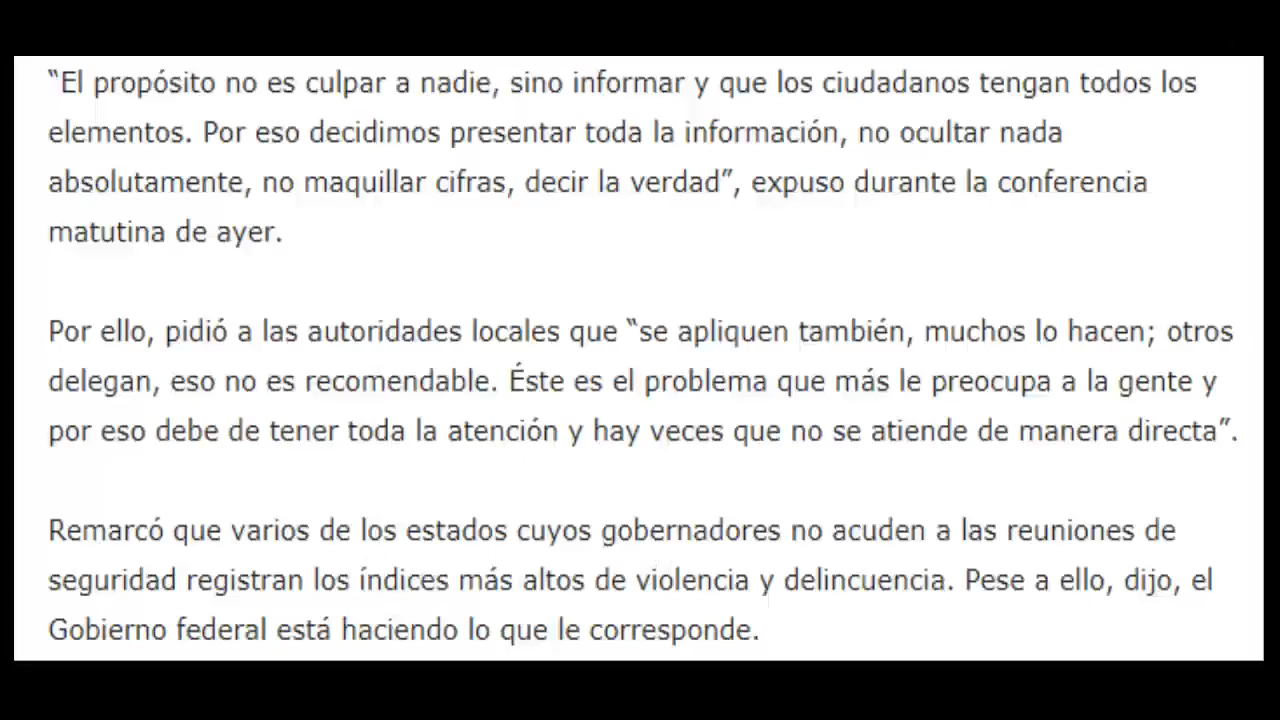 “El propósito no es culpar a nadie, sino informar y que los ciudadanos tengan todos los
elementos. Por eso decidimos presentar toda la información, no ocultar nada
absolutamente, no maquillar cifras, decir la verdad”, expuso durante la conferencia
matutina de ayer.
Por ello, pidió a las autoridades locales que “se apliquen también, muchos lo hacen; otros
delegan, eso no es recomendable. Éste es el problema que más le preocupa a la gente y
por eso debe de tener toda la atención y hay veces que no se atiende de manera directa”.
Remarcó que varios de los estados cuyos gobernadores no acuden a las reuniones de
seguridad registran los índices más altos de violencia y delincuencia. Pese a ello, dijo, el
Gobierno federal está haciendo lo que le corresponde.